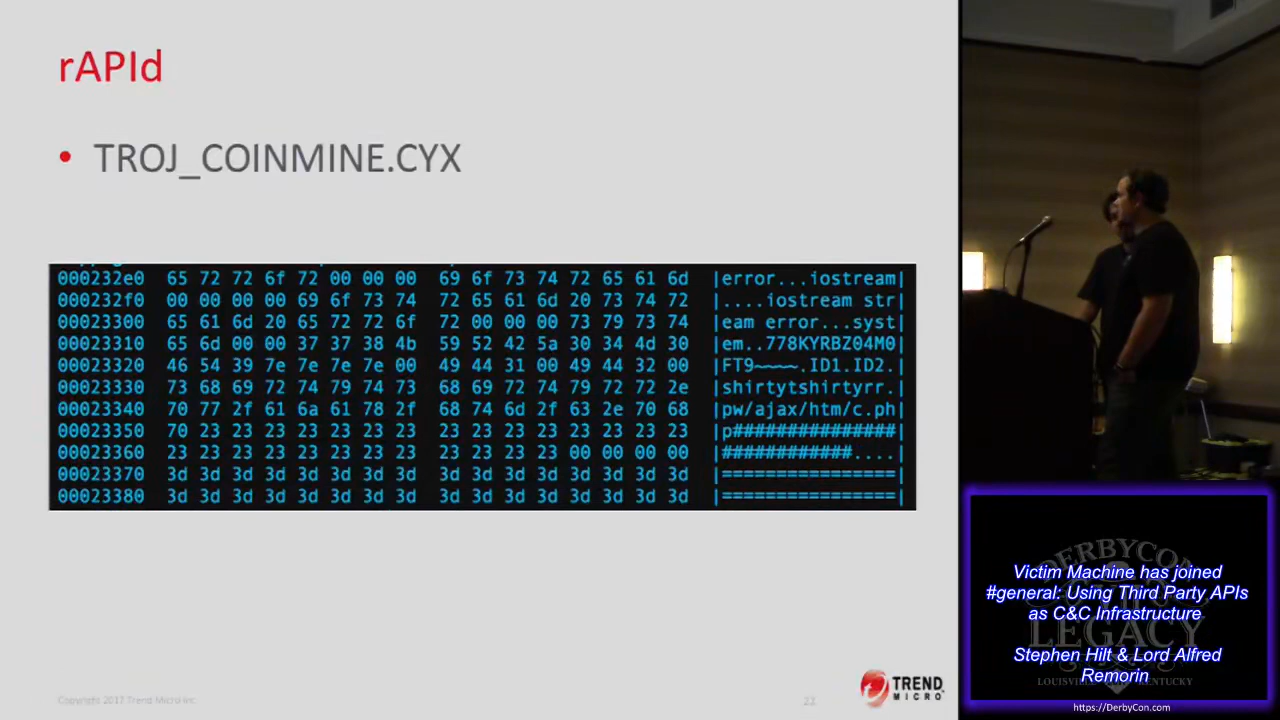 rAPId
• TROJ_COINMINE.CYX
000232e0 65 72 72 6f 72 00 00 00 69 6f 73 74 72 65 61 6d |error...iostream|
000232f0 00 00 00 00 69 6f 73 74 72 65 61 6d 20 73 74 72 |....iostream str|
00023300 65 61 6d 20 65 72 72 6f 72 00 00 00 73 79 73 74 |eam error...syst|
00023310 65 6d 00 00 37 37 38 4b 59 52 42 5a 30 34 4d 30 |em..778KYRBZ04M0|
00023320 46 54 39 7e 7e 7e 7e 00 49 44 31 00 49 44 32 00 |FT9~~~~.ID1.ID2.|
00023330 73 68 69 72 74 79 74 73 68 69 72 74 79 72 72 2e |shirtytshirtyrr.|
00023340 70 77 2f 61 6a 61 78 2f 68 74 6d 2f 63 2e 70 68 |pw/ajax/htm/c.ph|
00023350 70 23 23 23 23 23 23 23 23 23 23 23 23 23 23 23 |p###############|
00023360 23 23 23 23 23 23 23 23 23 23 23 23 00 00 00 00 |############....|
00023370 3d 3d 3d 3d 3d 3d 3d 3d 3d 3d 3d 3d 3d 3d 3d 3d |================|
00023380 3d 3d 3d 3d 3d 3d 3d 3d 3d 3d 3d 3d 3d 3d 3d 3d |================|
Copyright 2017 Trend Micro Inc.
TREND
MICRO
DERBYCON
LEGACY
LOUISVILLE KENTUCKY
Victim Machine has joined
#general: Using Third Party APIs
as C&C Infrastructure
Stephen Hilt & Lord Alfred
Remorin
https://DerbyCon.com